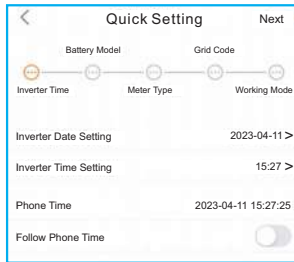 Quick Setting Next
Battery Model Grid Code
Inverter Time Meter Type Working Mode
Inverter Date Setting 2023-04-11 >
Inverter Time Setting 15:27 >
Phone Time 2023-04-11 15:27:25
Follow Phone Time